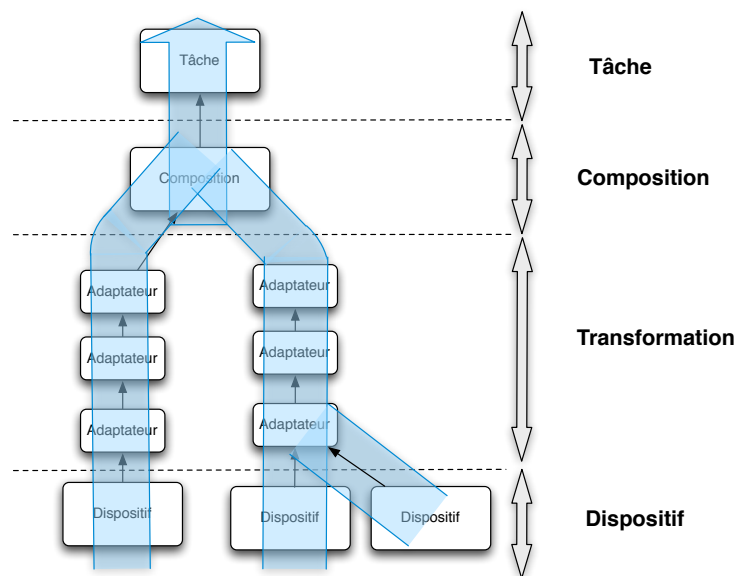 Tâche
Tâche
Composition
Composition
Adaptateur
Adaptateur
Adaptateur
Adaptateur
Transformation
Adaptateur
Adaptateur
Dispositif
Dispositif
Dispositif
Dispositif